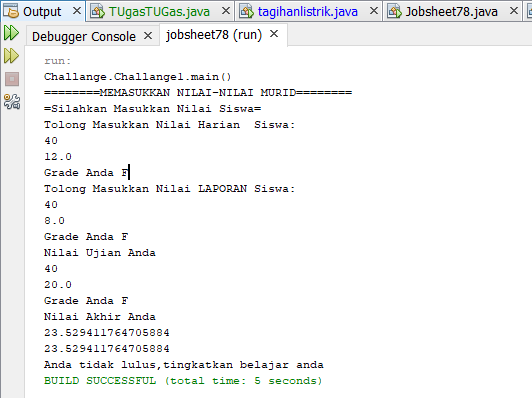 Output
TUgasTUGas.java
tagihanlistrik.java
Jobsheet78.java
Debugger Console
jobsheet78 (run)
run:
Challange.Challange1.main()
========MEMASUKKAN NILAI-NILAI MURID========
=Silahkan Masukkan Nilai Siswa=
Tolong Masukkan Nilai Harian  Siswa:
40
12.0
Grade Anda F
Tolong Masukkan Nilai LAPORAN Siswa:
40
8.0
Grade Anda F
Nilai Ujian Anda
40
20.0
Grade Anda F
Nilai Akhir Anda
23.529411764705884
23.529411764705884
Anda tidak lulus,tingkatkan belajar anda
BUILD SUCCESSFUL (total time: 5 seconds)